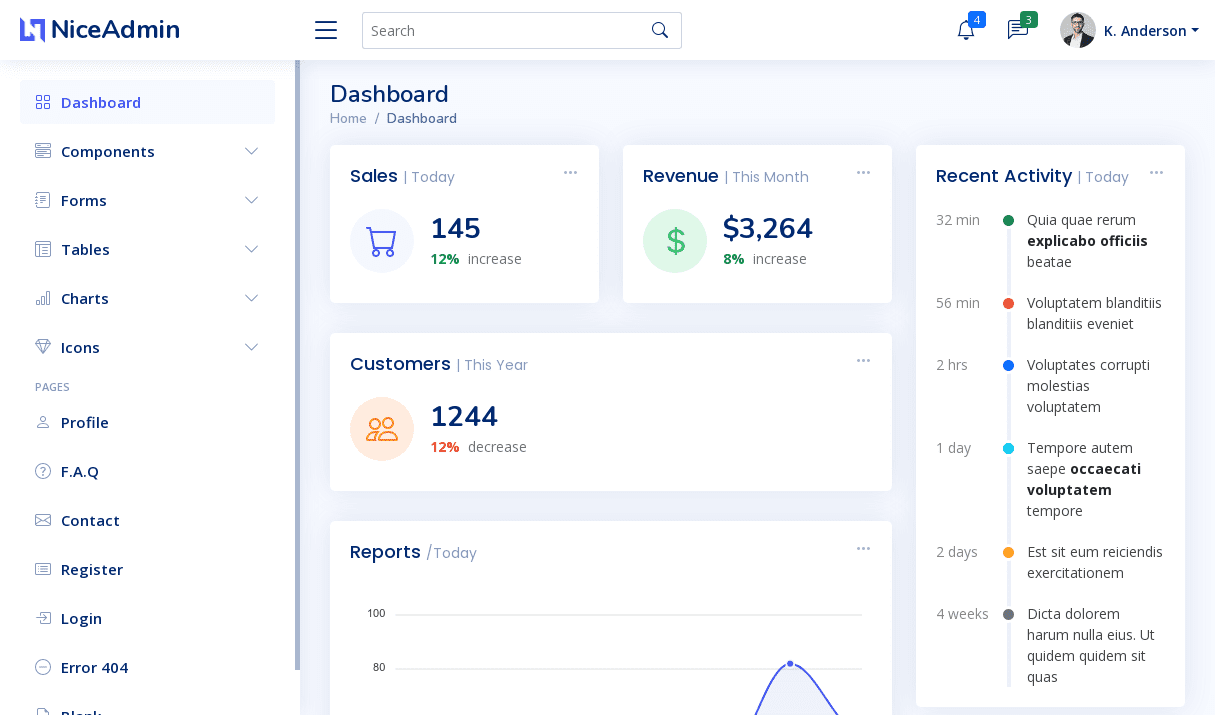 NiceAdmin
Search
4
3
K. Anderson
Dashboard
Components
Forms
Tables
Charts
Icons
PAGES
Profile
F.A.Q
Contact
Register
Login
Error 404
Blank
Dashboard
Home / Dashboard
Sales | Today
145
12% increase
Revenue | This Month
$3,264
8% increase
Customers | This Year
1244
12% decrease
Reports /Today
100
80
Recent Activity | Today
32 min
Quia quae rerum
explicabo officiis
beatae
56 min
Voluptatem blanditiis
blanditiis eveniet
2 hrs
Voluptates corrupti
molestias
voluptatem
1 day
Tempore autem
saepe occaecati
voluptatem
tempore
2 days
Est sit eum reiciendis
exercitationem
4 weeks
Dicta dolorem
harum nulla eius. Ut
quidem quidem sit
quas